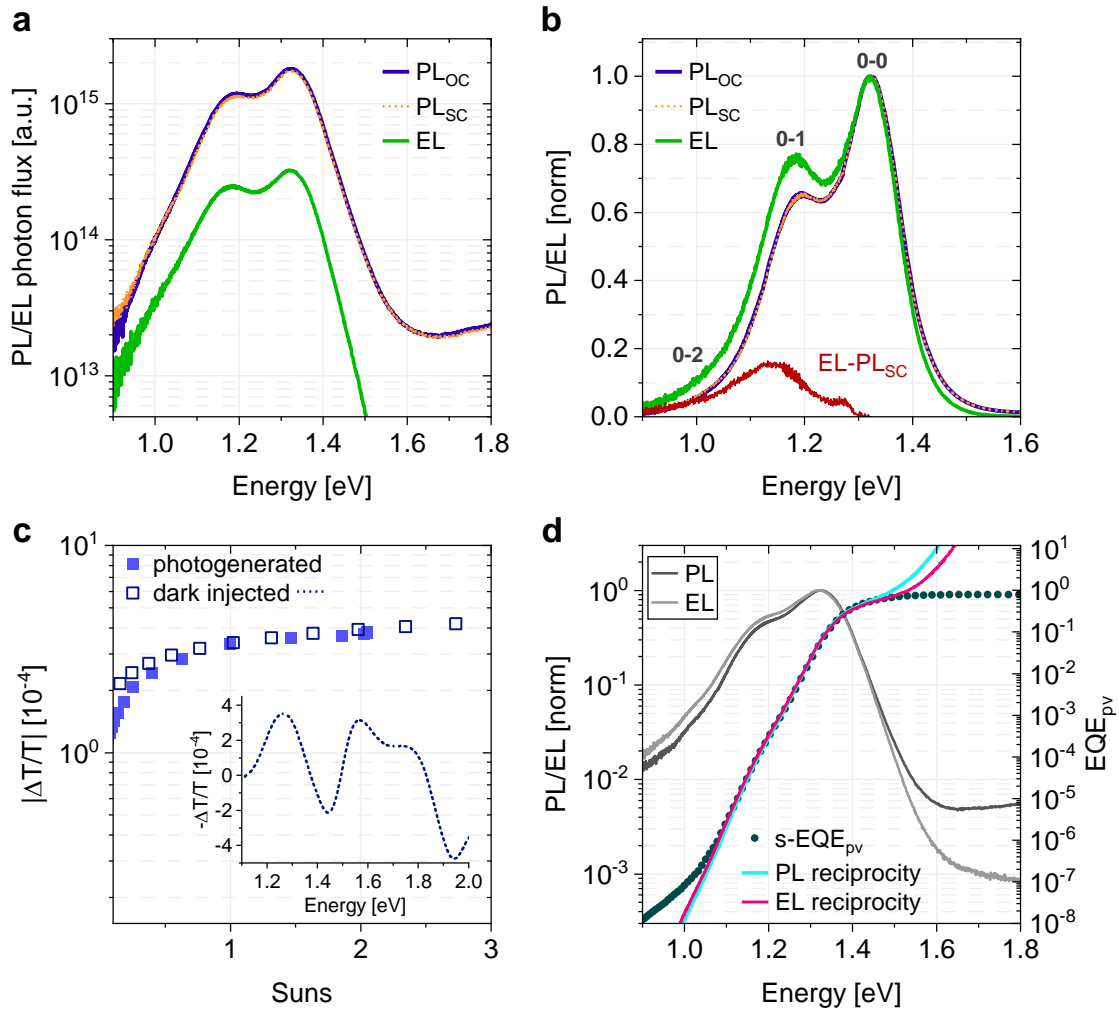 a
PL/EL photon flux [a.u.]
10^15
10^14
10^13
PL_OC
PL_SC
EL
1.0 1.2 1.4 1.6 1.8
Energy [eV]
b
PL/EL [norm]
1.0
0.8
0.6
0.4
0.2
0.0
PL_OC
PL_SC
EL
0-0
0-1
0-2
EL-PL_SC
1.0 1.2 1.4 1.6
Energy [eV]
c
|ΔT/T| [10^-4]
10^1
10^0
photogenerated
dark injected
-ΔT/T [10^-4]
4
2
0
-2
-4
1.2 1.4 1.6 1.8 2.0
Energy [eV]
1 2 3
Suns
d
PL/EL [norm]
10^0
10^-1
10^-2
10^-3
PL
EL
s-EQE_pv
PL reciprocity
EL reciprocity
10^1
10^0
10^-1
10^-2
10^-3
10^-4
10^-5
10^-6
10^-7
10^-8
EQE_pv
1.0 1.2 1.4 1.6 1.8
Energy [eV]